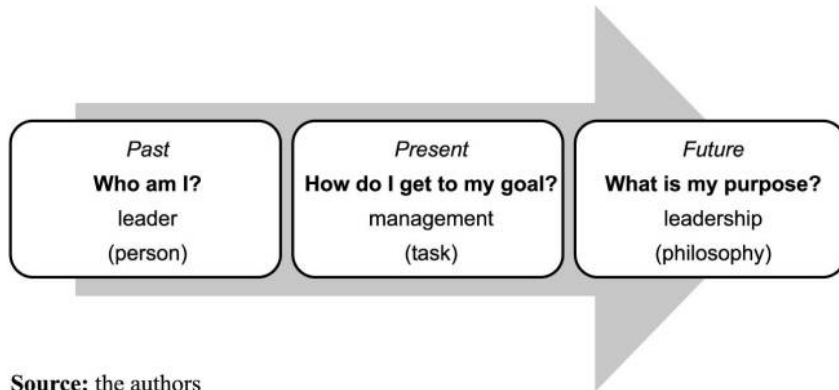 Past
Who am I?
leader
(person)
Present
How do I get to my goal?
management
(task)
Future
What is my purpose?
leadership
(philosophy)
Source: the authors